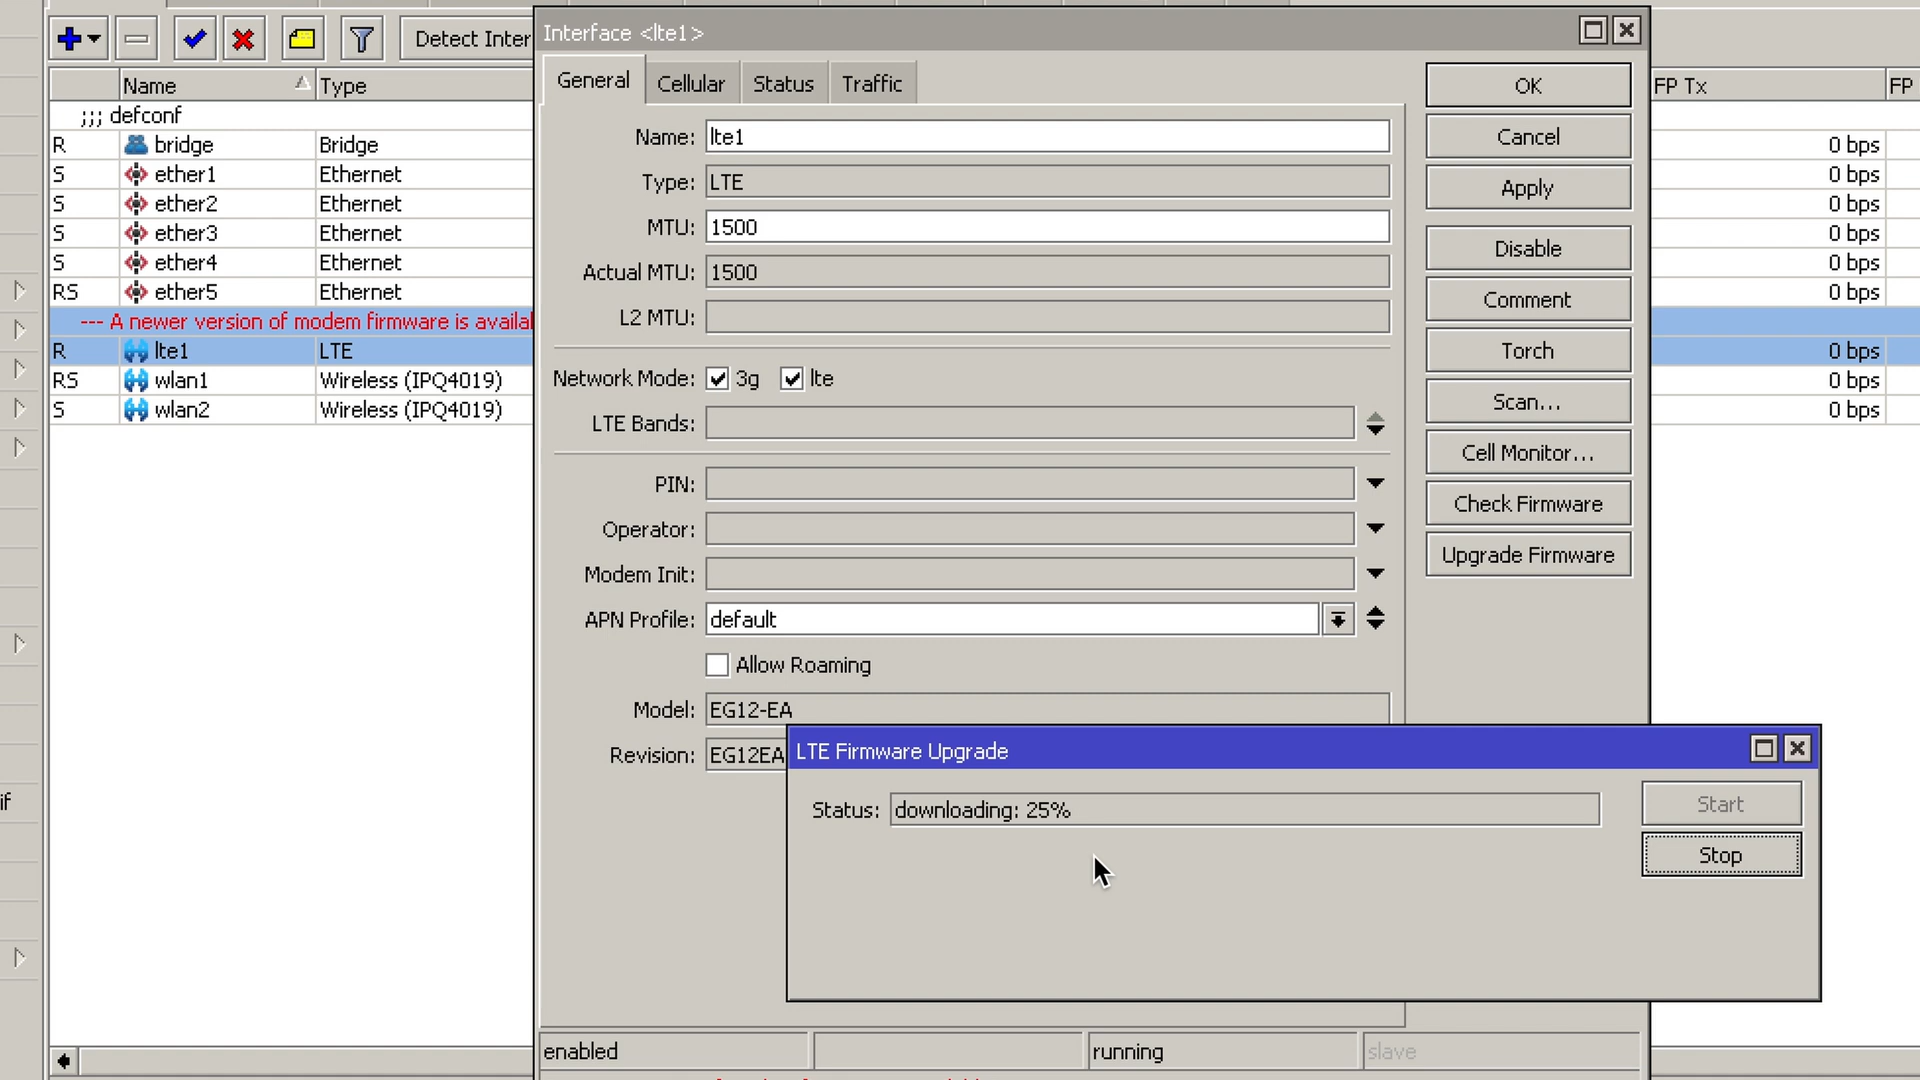 Detect Inter
Name
Type
;;; defconf
R bridge Bridge
S ether1 Ethernet
S ether2 Ethernet
S ether3 Ethernet
S ether4 Ethernet
RS ether5 Ethernet
--- A newer version of modem firmware is availal
R lte1 LTE
RS wlan1 Wireless (IPQ4019)
S wlan2 Wireless (IPQ4019)
if
Interface <lte1>
General Cellular Status Traffic
Name: lte1
Type: LTE
MTU: 1500
Actual MTU: 1500
L2 MTU:
Network Mode: 3g lte
LTE Bands:
PIN:
Operator:
Modem Init:
APN Profile: default
Allow Roaming
Model: EG12-EA
Revision: EG12EA
OK
Cancel
Apply
Disable
Comment
Torch
Scan...
Cell Monitor...
Check Firmware
Upgrade Firmware
LTE Firmware Upgrade
Status: downloading: 25%
Start
Stop
enabled
running
slave
FP Tx
FP
0 bps
0 bps
0 bps
0 bps
0 bps
0 bps
0 bps
0 bps
0 bps